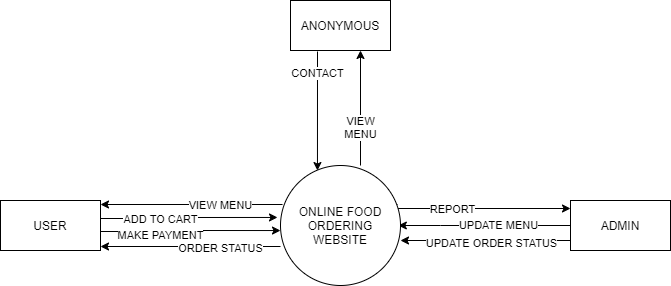 ANONYMOUS
CONTACT
VIEW
MENU
VIEW MENU
ADD TO CART
MAKE PAYMENT
ORDER STATUS
USER
ONLINE FOOD
ORDERING
WEBSITE
REPORT
UPDATE MENU
UPDATE ORDER STATUS
ADMIN